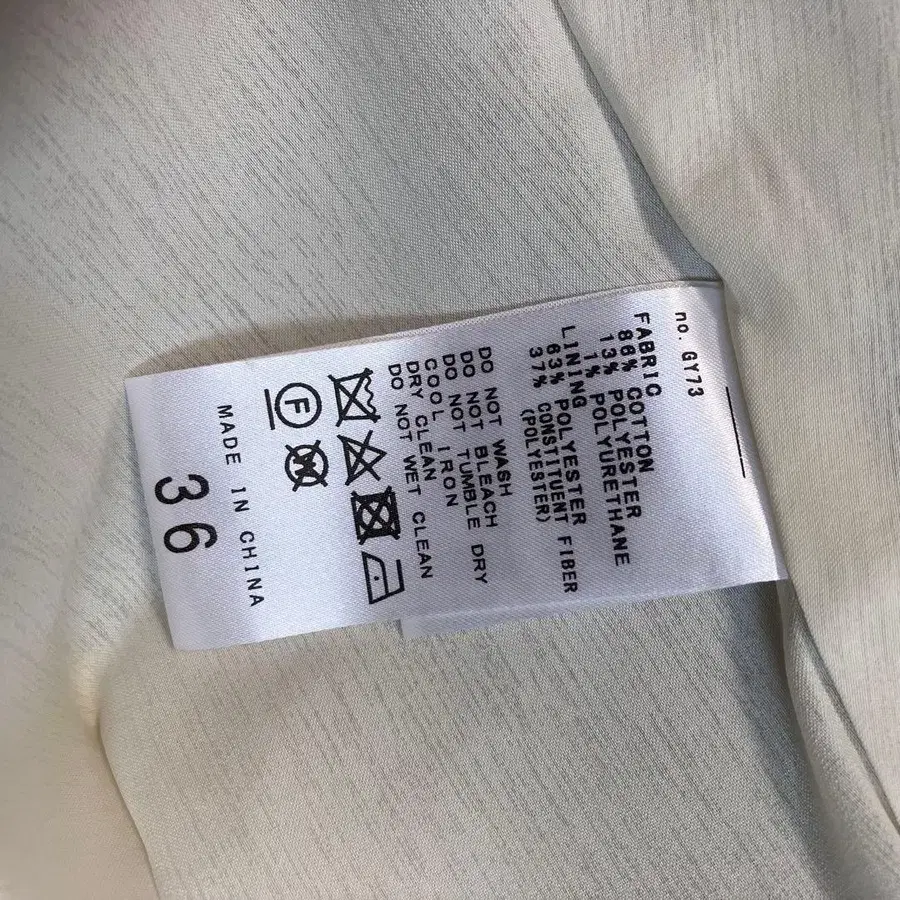 no. GY73
FABRIC
86% COTTON
13% POLYESTER
1% POLYURETHANE
LINING
63% POLYESTER
37% CONSTITUENT FIBER
(POLYESTER)
DO NOT WASH
DO NOT BLEACH
DO NOT TUMBLE DRY
COOL IRON
DRY CLEAN
DO NOT WET CLEAN
F
W
MADE IN CHINA
36